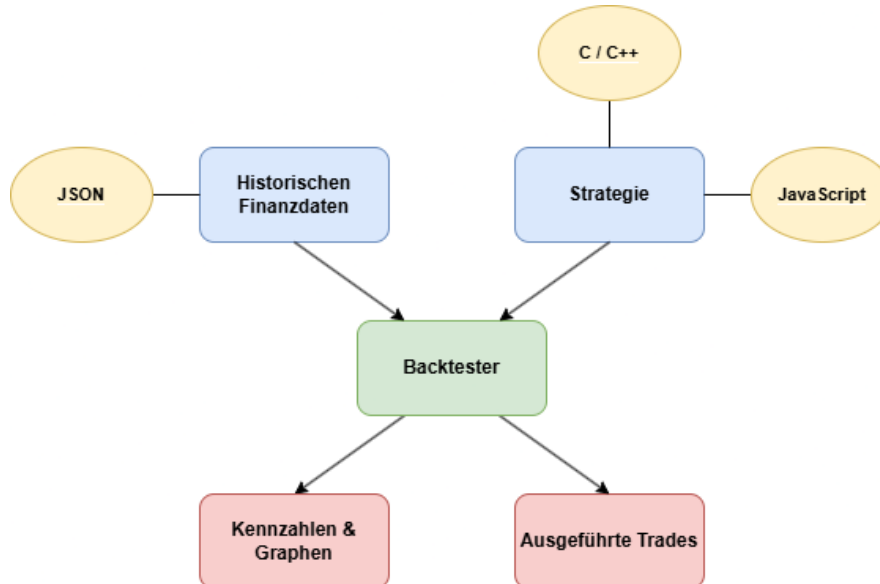 C / C++
JSON
Historischen
Finanzdaten
Strategie
JavaScript
Backtester
Kennzahlen &
Graphen
Ausgeführte Trades